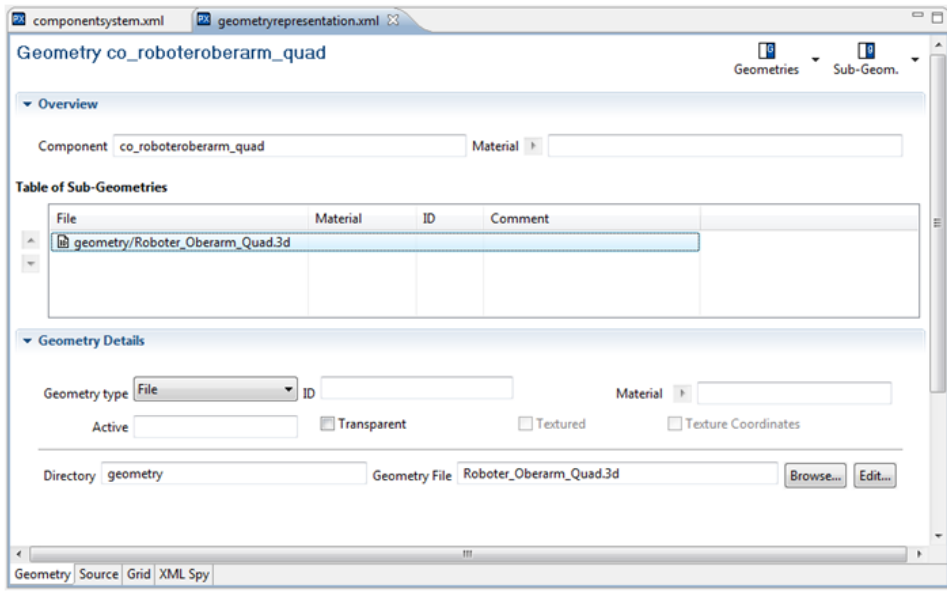 componentsystem.xml geometryrepresentation.xml
Geometry co_roboteroberarm_quad
Geometries Sub-Geom.
Overview
Component co_roboteroberarm_quad Material
Table of Sub-Geometries
File Material ID Comment
geometry/Roboter_Oberarm_Quad.3d
Geometry Details
Geometry type File ID Material
Active Transparent Textured Texture Coordinates
Directory geometry Geometry File Roboter_Oberarm_Quad.3d Browse... Edit...
Geometry Source Grid XML Spy